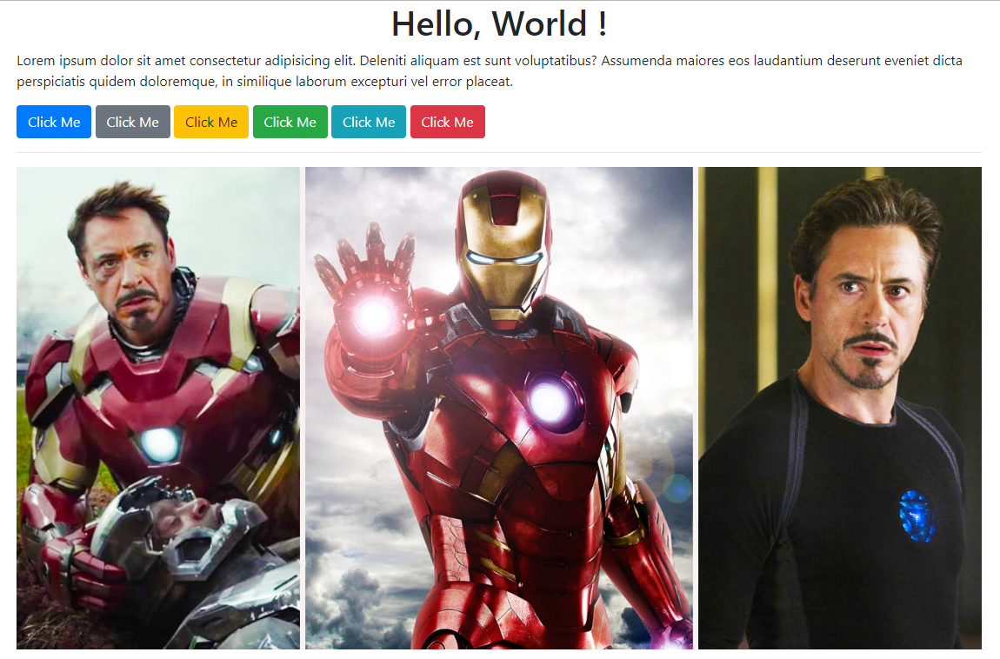 Hello, World !
Lorem ipsum dolor sit amet consectetur adipisicing elit. Deleniti aliquam est sunt voluptatibus? Assumenda maiores eos laudantium deserunt eveniet dicta
perspiciatis quidem doloremque, in similique laborum excepturi vel error placeat.
Click Me Click Me Click Me Click Me Click Me Click Me